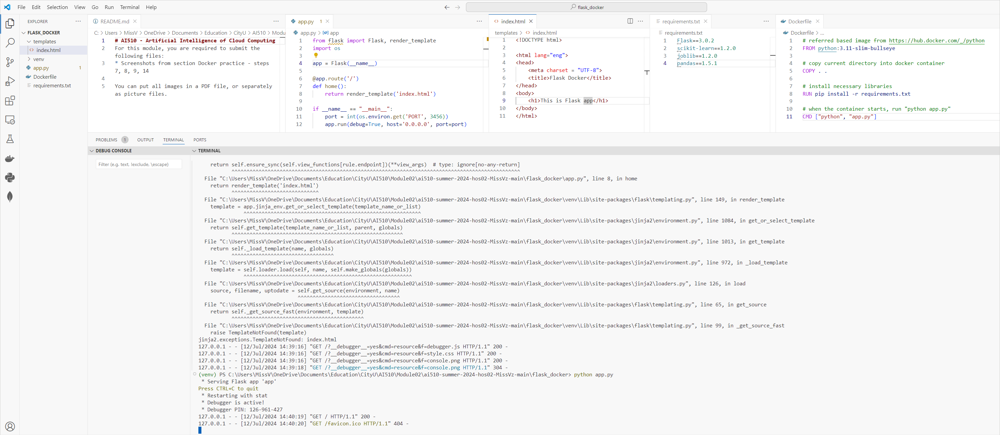 File Edit Selection View Go Run Terminal Help
flask_docker
EXPLORER
FLASK_DOCKER
templates
index.html
venv
app.py 1
Dockerfile
requirements.txt
README.md
C: > Users > MissV > OneDrive > Documents > Education > CityU > AI510 > Modu
1 # AI510 - Artificial Intelligence of Cloud Computing
2 For this module, you are required to submit the
following files:
3 * Screenshots from section Docker practice - steps
7, 8, 9, 14
4
5 You can put all images in a PDF file, or separately
as picture files.
app.py 1
app.py > app
1 from flask import Flask, render_template
2 import os
3
4 app = Flask(__name__)
5
6 @app.route('/')
7 def home():
8 return render_template('index.html')
9
10 if __name__ == "__main__":
11 port = int(os.environ.get('PORT', 3456))
12 app.run(debug=True, host='0.0.0.0', port=port)
index.html
templates > index.html
1 <!DOCTYPE html>
2
3 <html lang="eng">
4 <head>
5 <meta charset = "UTF-8">
6 <title>Flask Docker</title>
7 </head>
8 <body>
9 <h1>This is Flask app</h1>
10 </body>
11 </html>
requirements.txt
requirements.txt
1 Flask==3.0.2
2 scikit-learn==1.2.0
3 joblib==1.2.0
4 pandas==1.5.1
Dockerfile
Dockerfile > ...
1 # referred based image from https://hub.docker.com/_/python
2 FROM python:3.11-slim-bullseye
3
4 # copy current directory into docker container
5 COPY . .
6
7 # install necessary libraries
8 RUN pip install -r requirements.txt
9
10 # when the container starts, run "python app.py"
11 CMD ["python", "app.py"]
PROBLEMS 1 OUTPUT TERMINAL PORTS
DEBUG CONSOLE
Filter (e.g. text, !exclude, \escape)
TERMINAL
return self.ensure_sync(self.view_functions[rule.endpoint])(**view_args) # type: ignore[no-any-return]
^^^^^^^^^^^^^^^^^^^^^^^^^^^^^^^^^^^^^^^^^^^^^^^^^^^^^^^^^^^^^^^^^^^^^^^^^^^^^^^^^^^^^^^^^^^^^^^^^
File "C:\Users\MissV\OneDrive\Documents\Education\CityU\AI510\Module02\ai510-summer-2024-hos02-MissVz-main\flask_docker\app.py", line 8, in home
return render_template('index.html')
^^^^^^^^^^^^^^^^^^^^^^^^^^^^^
File "C:\Users\MissV\OneDrive\Documents\Education\CityU\AI510\Module02\ai510-summer-2024-hos02-MissVz-main\flask_docker\venv\Lib\site-packages\flask\templating.py", line 149, in render_template
template = app.jinja_env.get_or_select_template(template_name_or_list)
^^^^^^^^^^^^^^^^^^^^^^^^^^^^^^^^^^^^^^^^^^^^^^^^^^^^^^^^^^^
File "C:\Users\MissV\OneDrive\Documents\Education\CityU\AI510\Module02\ai510-summer-2024-hos02-MissVz-main\flask_docker\venv\Lib\site-packages\jinja2\environment.py", line 1084, in get_or_select_template
return self.get_template(template_name_or_list, parent, globals)
^^^^^^^^^^^^^^^^^^^^^^^^^^^^^^^^^^^^^^^^^^^^^^^^^^^^^^^^^
File "C:\Users\MissV\OneDrive\Documents\Education\CityU\AI510\Module02\ai510-summer-2024-hos02-MissVz-main\flask_docker\venv\Lib\site-packages\jinja2\environment.py", line 1013, in get_template
return self._load_template(name, globals)
^^^^^^^^^^^^^^^^^^^^^^^^^^^^^^^^^^
File "C:\Users\MissV\OneDrive\Documents\Education\CityU\AI510\Module02\ai510-summer-2024-hos02-MissVz-main\flask_docker\venv\Lib\site-packages\jinja2\environment.py", line 972, in _load_template
template = self.loader.load(self, name, self.make_globals(globals))
^^^^^^^^^^^^^^^^^^^^^^^^^^^^^^^^^^^^^^^^^^^^^^^^^^^^^^^^
File "C:\Users\MissV\OneDrive\Documents\Education\CityU\AI510\Module02\ai510-summer-2024-hos02-MissVz-main\flask_docker\venv\Lib\site-packages\jinja2\loaders.py", line 126, in load
source, filename, uptodate = self.get_source(environment, name)
^^^^^^^^^^^^^^^^^^^^^^^^^^^^^^^^^^
File "C:\Users\MissV\OneDrive\Documents\Education\CityU\AI510\Module02\ai510-summer-2024-hos02-MissVz-main\flask_docker\venv\Lib\site-packages\flask\templating.py", line 65, in get_source
return self._get_source_fast(environment, template)
^^^^^^^^^^^^^^^^^^^^^^^^^^^^^^^^^^^^^^^^^^^^
File "C:\Users\MissV\OneDrive\Documents\Education\CityU\AI510\Module02\ai510-summer-2024-hos02-MissVz-main\flask_docker\venv\Lib\site-packages\flask\templating.py", line 99, in _get_source_fast
raise TemplateNotFound(template)
jinja2.exceptions.TemplateNotFound: index.html
127.0.0.1 - - [12/Jul/2024 14:39:16] "GET /?__debugger__=yes&cmd=resource&f=debugger.js HTTP/1.1" 200 -
127.0.0.1 - - [12/Jul/2024 14:39:16] "GET /?__debugger__=yes&cmd=resource&f=style.css HTTP/1.1" 200 -
127.0.0.1 - - [12/Jul/2024 14:39:16] "GET /?__debugger__=yes&cmd=resource&f=console.png HTTP/1.1" 200 -
127.0.0.1 - - [12/Jul/2024 14:39:18] "GET /?__debugger__=yes&cmd=resource&f=console.png HTTP/1.1" 304 -
(venv) PS C:\Users\MissV\OneDrive\Documents\Education\CityU\AI510\Module02\ai510-summer-2024-hos02-MissVz-main\flask_docker> python app.py
* Serving Flask app 'app'
Press CTRL+C to quit
* Restarting with stat
* Debugger is active!
* Debugger PIN: 126-961-427
127.0.0.1 - - [12/Jul/2024 14:40:19] "GET / HTTP/1.1" 200 -
127.0.0.1 - - [12/Jul/2024 14:40:20] "GET /favicon.ico HTTP/1.1" 404 -